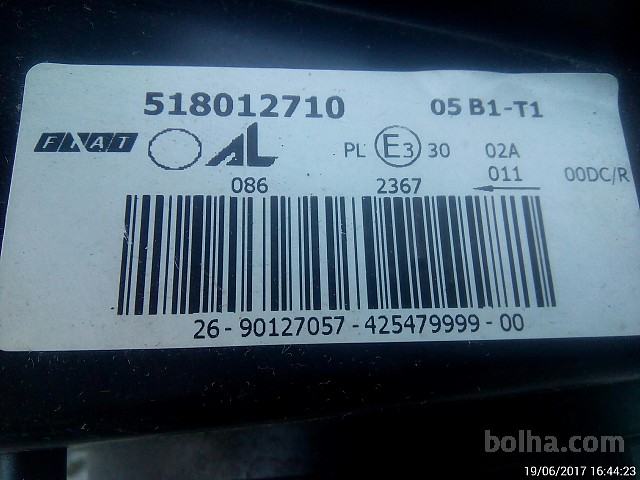 518012710 05 B1-T1
FNAT AL PL E3 30 02A
086 2367 011 00DC/R
26-90127057-425479999-00
bolha.com
19/06/2017 16:44:23